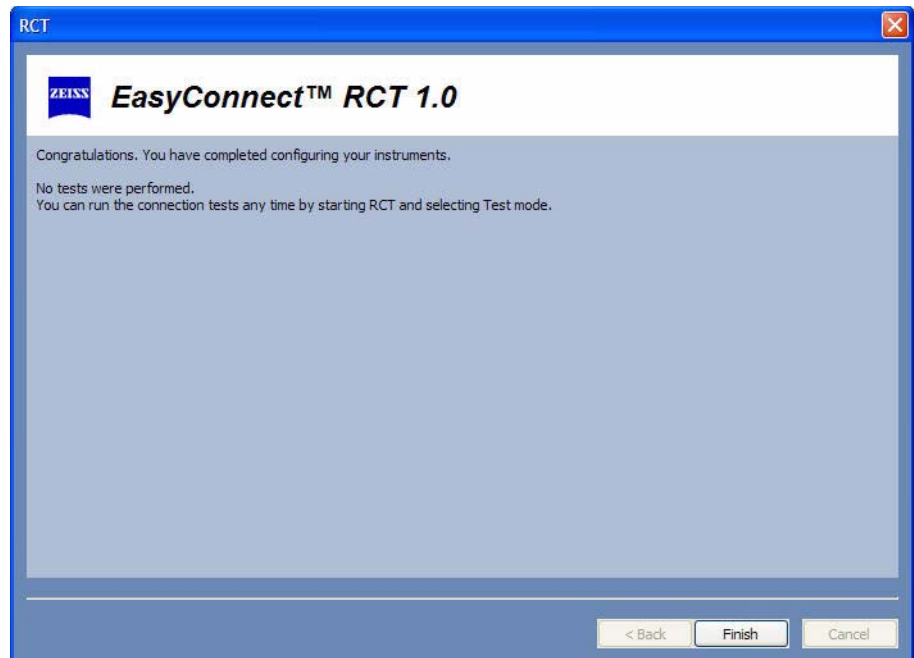 RCT
ZEISS
EasyConnect™ RCT 1.0
Congratulations. You have completed configuring your instruments.
No tests were performed.
You can run the connection tests any time by starting RCT and selecting Test mode.
< Back
Finish
Cancel